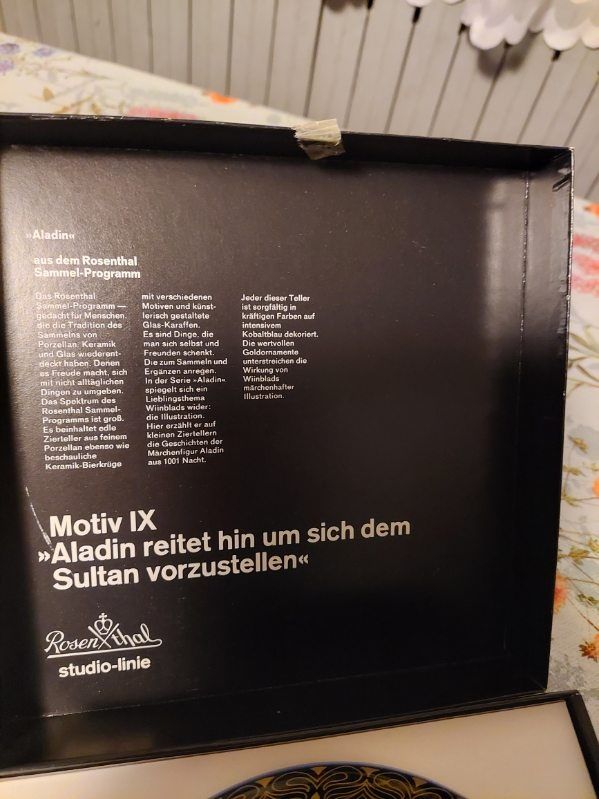 »Aladin«
aus dem Rosenthal
Sammel-Programm
Das Rosenthal
Sammel-Programm —
gedacht für Menschen,
die die Tradition des
Sammelns von
Porzellan, Keramik
und Glas wiederent-
deckt haben. Denen
es Freude macht, sich
mit nicht alltäglichen
Dingen zu umgeben.
Das Spektrum des
Rosenthal Sammel-
Programms ist groß.
Es beinhaltet edle
Zierteller aus feinem
Porzellan ebenso wie
beschauliche
Keramik-Bierkrüge
mit verschiedenen
Motiven und künst-
lerisch gestaltete
Glas-Karaffen.
Es sind Dinge, die
man sich selbst und
Freunden schenkt.
Die zum Sammeln und
Ergänzen anregen.
In der Serie »Aladin«
spiegelt sich ein
Lieblingsthema
Wiinblads wider:
die Illustration.
Hier erzählt er auf
kleinen Ziertellern
die Geschichten der
Märchenfigur Aladin
aus 1001 Nacht.
Jeder dieser Teller
ist sorgfältig in
kräftigen Farben auf
intensivem
Kobaltblau dekoriert.
Die wertvollen
Goldornamente
unterstreichen die
Wirkung von
Wiinblads
märchenhafter
Illustration.
Motiv IX
»Aladin reitet hin um sich dem
Sultan vorzustellen«
Rosenthal
studio-linie